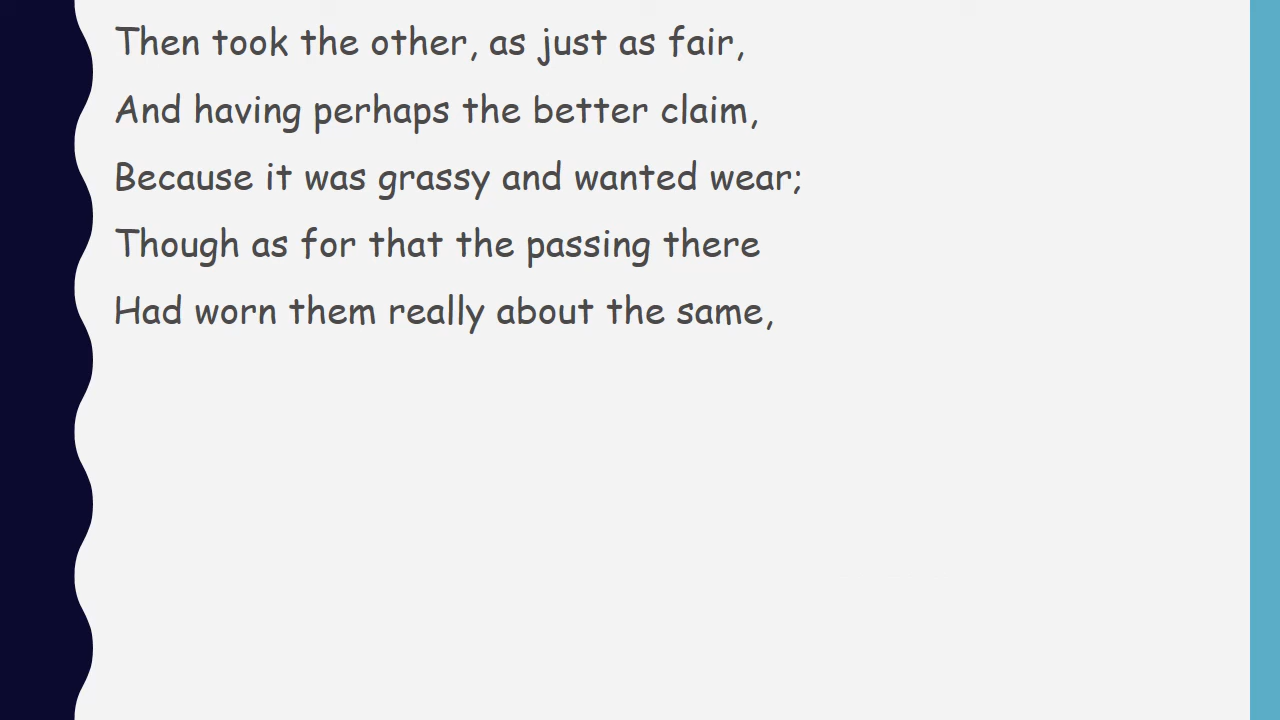 Then took the other, as just as fair,
And having perhaps the better claim,
Because it was grassy and wanted wear;
Though as for that the passing there
Had worn them really about the same,